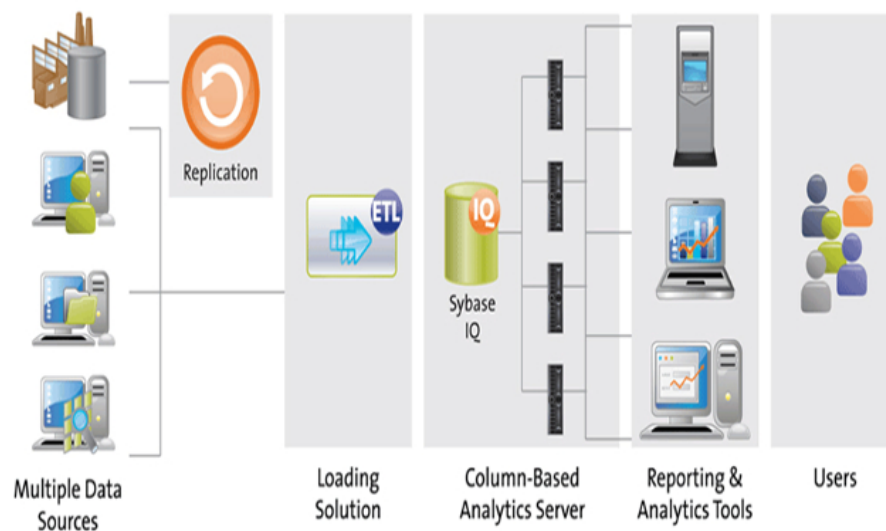 Replication
ETL
IQ
Sybase
IQ
Multiple Data
Sources
Loading
Solution
Column-Based
Analytics Server
Reporting &
Analytics Tools
Users